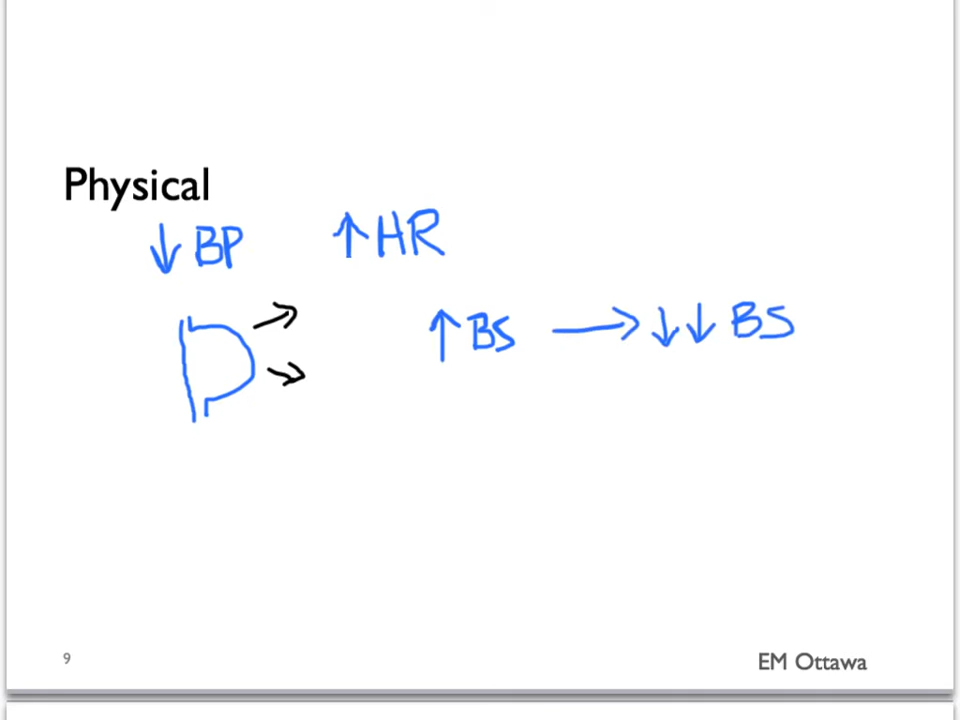 Physical
↓ BP ↑ HR
↑ BS → ↓↓ BS
9 EM Ottawa